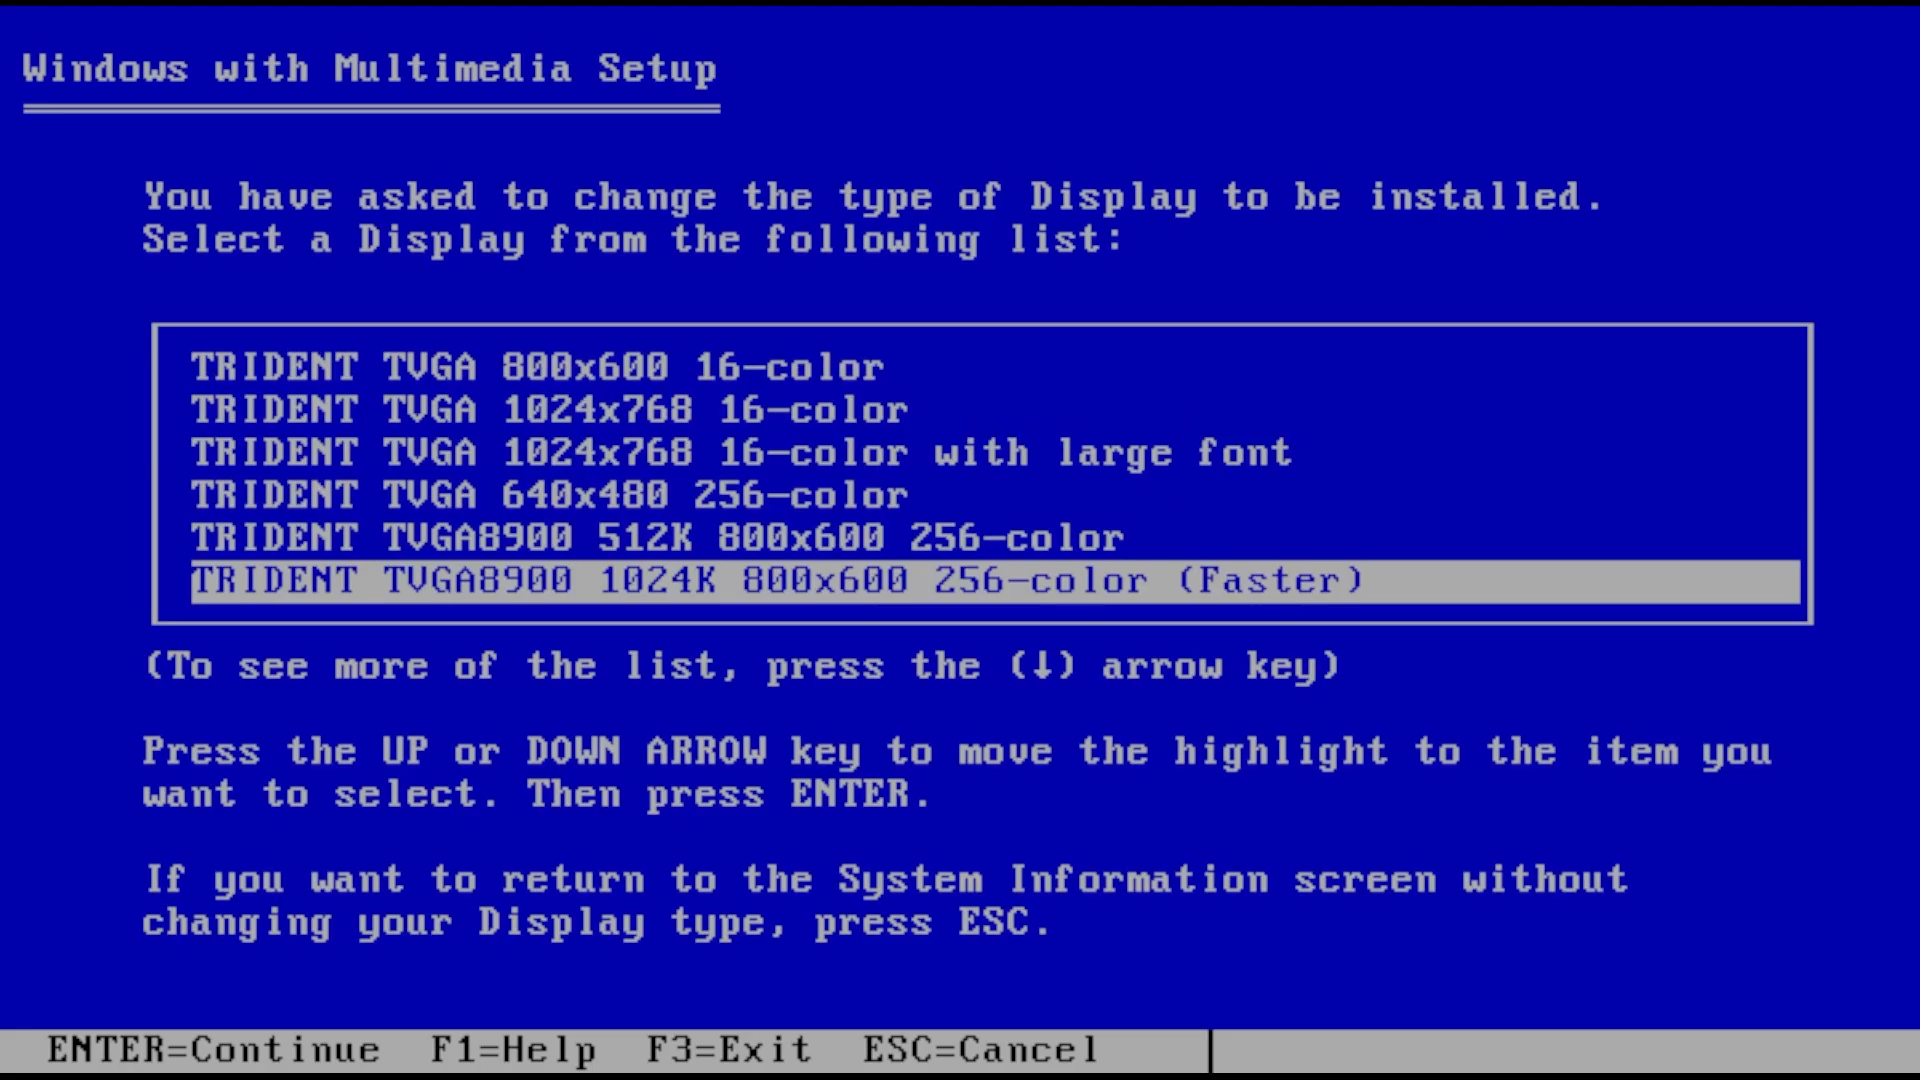 Windows with Multimedia Setup
You have asked to change the type of Display to be installed.
Select a Display from the following list:
TRIDENT TVGA 800x600 16-color
TRIDENT TVGA 1024x768 16-color
TRIDENT TVGA 1024x768 16-color with large font
TRIDENT TVGA 640x480 256-color
TRIDENT TVGA8900 512K 800x600 256-color
TRIDENT TVGA8900 1024K 800x600 256-color (Faster)
(To see more of the list, press the (↓) arrow key)
Press the UP or DOWN ARROW key to move the highlight to the item you
want to select. Then press ENTER.
If you want to return to the System Information screen without
changing your Display type, press ESC.
ENTER=Continue F1=Help F3=Exit ESC=Cancel